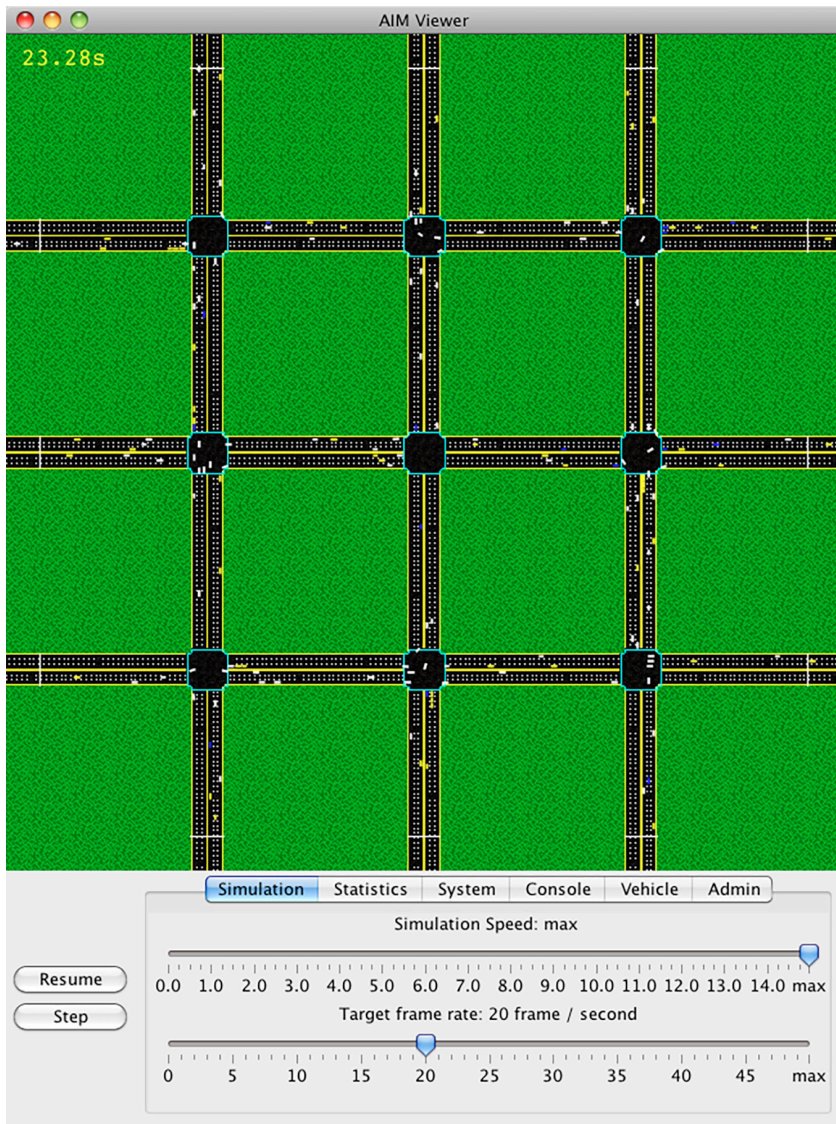 AIM Viewer
23.28s
Simulation Statistics System Console Vehicle Admin
Simulation Speed: max
Resume
0.0 1.0 2.0 3.0 4.0 5.0 6.0 7.0 8.0 9.0 10.0 11.0 12.0 13.0 14.0 max
Step
Target frame rate: 20 frame / second
0 5 10 15 20 25 30 35 40 45 max